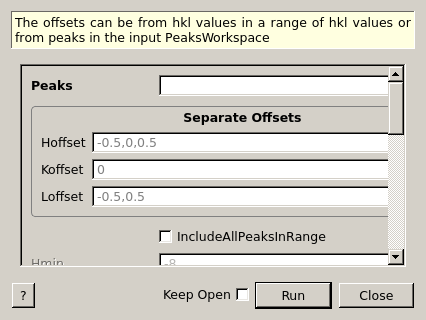 The offsets can be from hkl values in a range of hkl values or
from peaks in the input PeaksWorkspace
Peaks
Separate Offsets
Hoffset -0.5,0,0.5
Koffset 0
Loffset -0.5,0.5
IncludeAllPeaksInRange
Hmin -8
? Keep Open Run Close